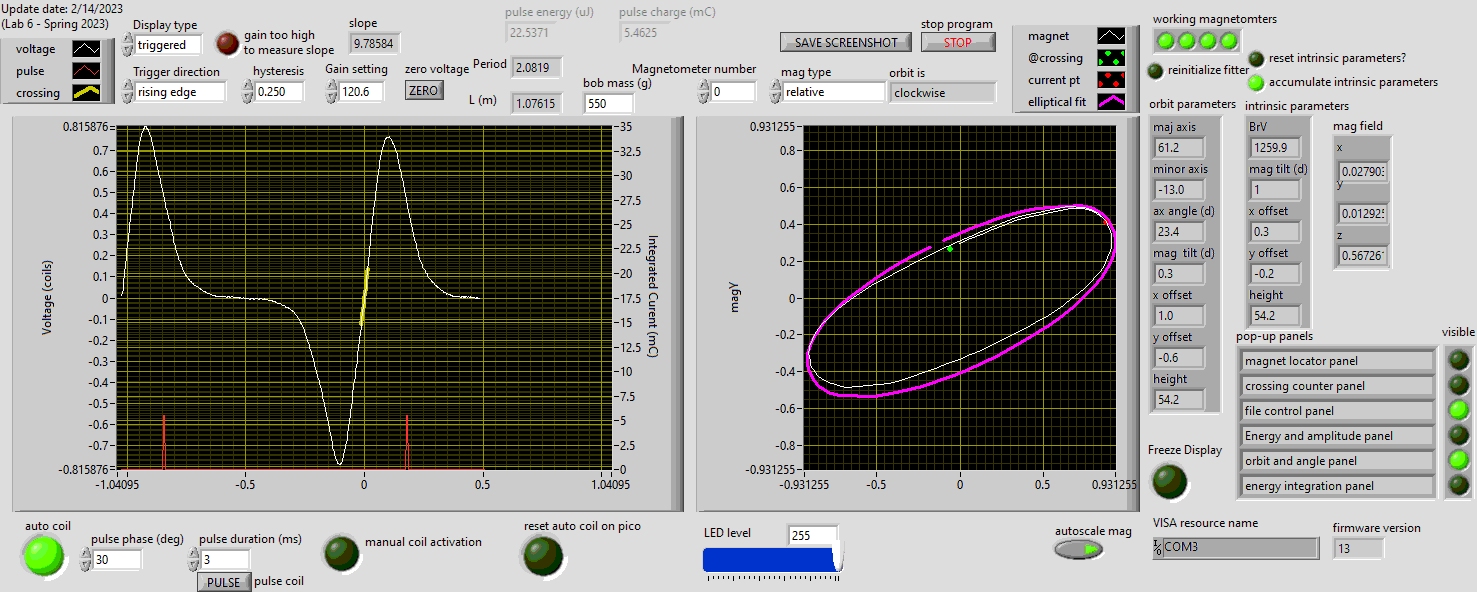 Update date: 2/14/2023
(Lab 6 - Spring 2023)
voltage
pulse
crossing
Display type
triggered
gain too high
to measure slope
slope
9.78584
pulse energy (uJ)
22.5371
pulse charge (mC)
5.4625
Trigger direction
rising edge
hysteresis
0.250
Gain setting
120.6
zero voltage
ZERO
Period
2.0819
L (m)
1.07615
bob mass (g)
550
SAVE SCREENSHOT
stop program
STOP
Magnetometer number
0
mag type
relative
orbit is
clockwise
magnet
@crossing
current pt
elliptical fit
working magnetomters
reinitialize fitter
reset intrinsic parameters?
accumulate intrinsic parameters
Voltage (coils)
0.815876
0.7
0.6
0.5
0.4
0.3
0.2
0.1
0
-0.1
-0.2
-0.3
-0.4
-0.5
-0.6
-0.7
-0.815876
-1.04095
-0.5
0
0.5
1.04095
35
32.5
30
27.5
25
22.5
20
17.5
15
12.5
10
7.5
5
2.5
0
Integrated Curent (mC)
magy
0.931255
0.8
0.6
0.4
0.2
0
-0.2
-0.4
-0.6
-0.8
-0.931255
-0.931255
-0.5
0
0.5
0.931255
orbit parameters
maj axis
61.2
minor axis
-13.0
ax angle (d)
23.4
mag tilt (d)
0.3
x offset
1.0
y offset
-0.6
height
54.2
intrinsic parameters
BrV
1259.9
mag tilt (d)
1
x offset
0.3
y offset
-0.2
height
54.2
mag field
x
y
z
pop-up panels
visible
magnet locator panel
crossing counter panel
file control panel
Energy and amplitude panel
orbit and angle panel
energy integration panel
Freeze Display
auto coil
pulse phase (deg)
30
pulse duration (ms)
3
PULSE
pulse coil
manual coil activation
reset auto coil on pico
LED level
255
autoscale mag
VISA resource name
COM3
firmware version
13